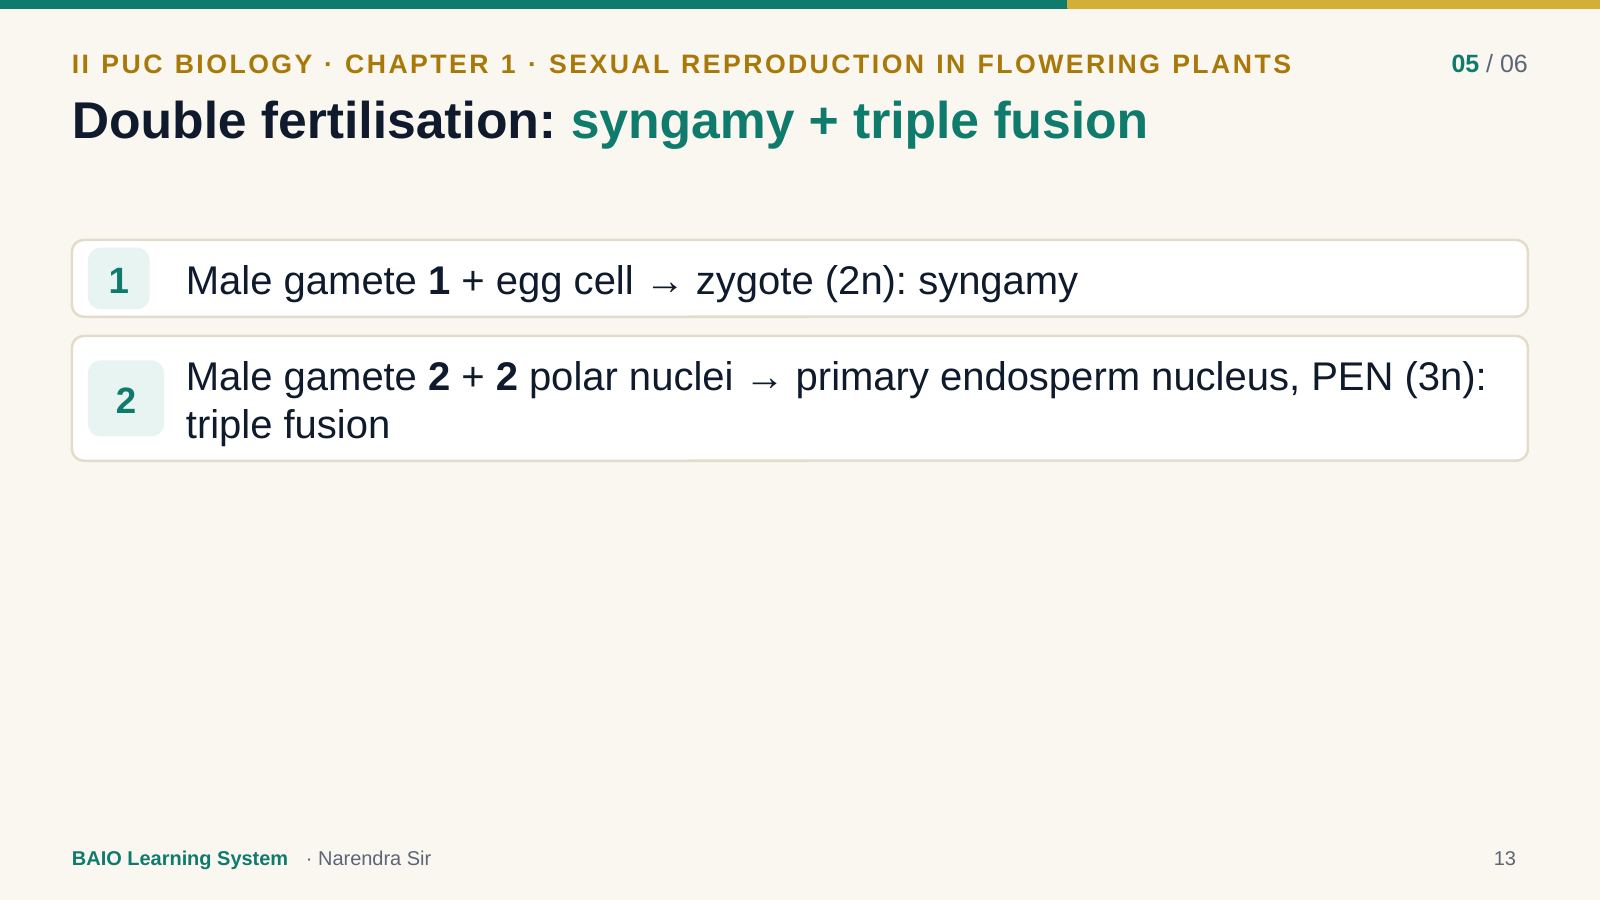 II PUC BIOLOGY · CHAPTER 1 · SEXUAL REPRODUCTION IN FLOWERING PLANTS
05 / 06
Double fertilisation: syngamy + triple fusion
1
Male gamete 1 + egg cell → zygote (2n): syngamy
2
Male gamete 2 + 2 polar nuclei → primary endosperm nucleus, PEN (3n):
triple fusion
BAIO Learning System · Narendra Sir
13